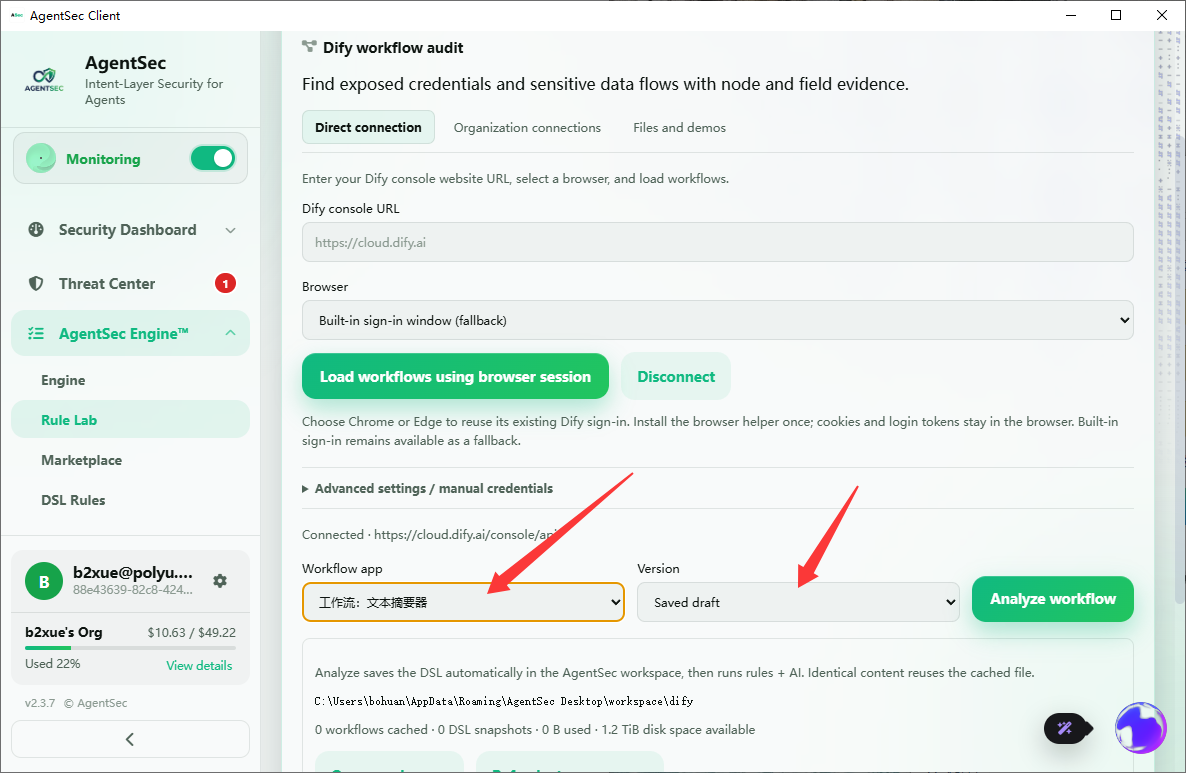 AgentSec Client
AgentSec
Intent-Layer Security for
Agents
AGENTSEC
Monitoring
Security Dashboard
Threat Center
1
AgentSec Engine™
Engine
Rule Lab
Marketplace
DSL Rules
B
b2xue@polyu....
88e43639-82c8-424...
b2xue's Org
$10.63 / $49.22
Used 22%
View details
v2.3.7 © AgentSec
Dify workflow audit
Find exposed credentials and sensitive data flows with node and field evidence.
Direct connection
Organization connections
Files and demos
Enter your Dify console website URL, select a browser, and load workflows.
Dify console URL
https://cloud.dify.ai
Browser
Built-in sign-in window (fallback)
Load workflows using browser session
Disconnect
Choose Chrome or Edge to reuse its existing Dify sign-in. Install the browser helper once; cookies and login tokens stay in the browser. Built-in
sign-in remains available as a fallback.
Advanced settings / manual credentials
Connected · https://cloud.dify.ai/console/api
Workflow app
Version
工作流：文本摘要器
Saved draft
Analyze workflow
Analyze saves the DSL automatically in the AgentSec workspace, then runs rules + AI. Identical content reuses the cached file.
C:\Users\bohuan\AppData\Roaming\AgentSec Desktop\workspace\dify
0 workflows cached · 0 DSL snapshots · 0 B used · 1.2 TiB disk space available